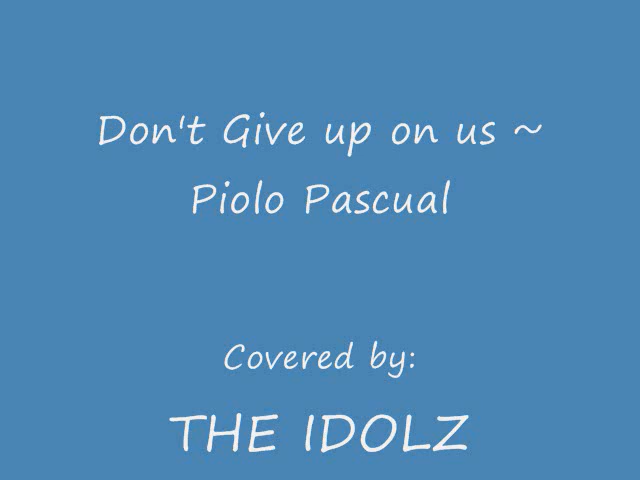 Don't Give up on us ~
Piolo Pascual
Covered by:
THE IDOLZ